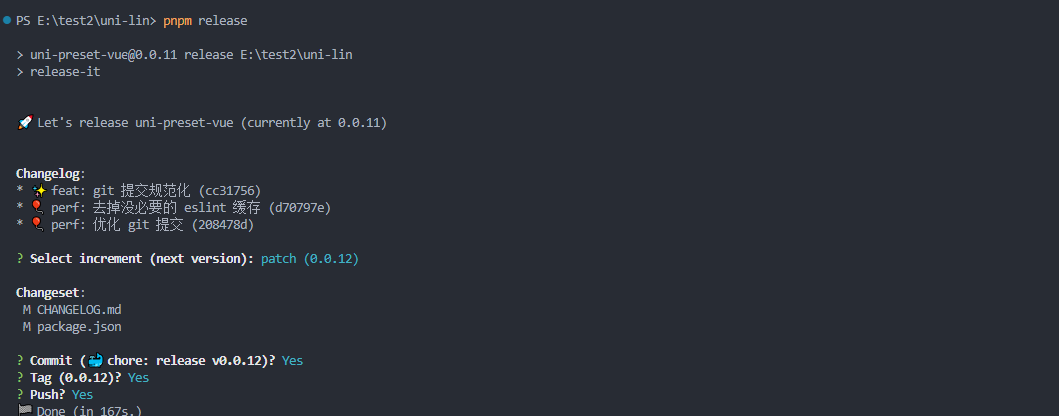 PS E:\test2\uni-lin> pnpm release
> uni-preset-vue@0.0.11 release E:\test2\uni-lin
> release-it
🚀 Let's release uni-preset-vue (currently at 0.0.11)
Changelog:
* ✨ feat: git 提交规范化 (cc31756)
* 🎈 perf: 去掉没必要的 eslint 缓存 (d70797e)
* 🎈 perf: 优化 git 提交 (208478d)
? Select increment (next version): patch (0.0.12)
Changeset:
M CHANGELOG.md
M package.json
? Commit (🐳 chore: release v0.0.12)? Yes
? Tag (0.0.12)? Yes
? Push? Yes
🏁 Done (in 167s.)